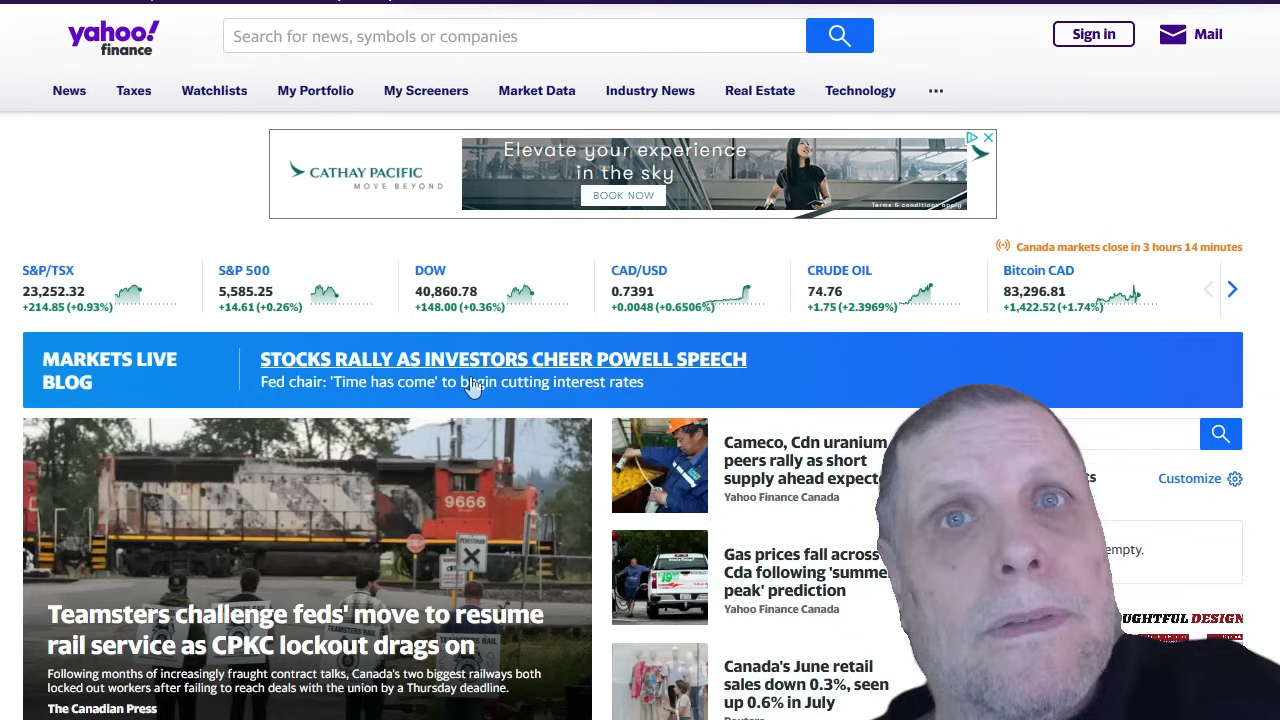 yahoo!
finance
Search for news, symbols or companies
Sign in
Mail
News
Taxes
Watchlists
My Portfolio
My Screeners
Market Data
Industry News
Real Estate
Technology
CATHAY PACIFIC
MOVE BEYOND
Elevate your experience
in the sky
BOOK NOW
Terms & conditions apply
Canada markets close in 3 hours 14 minutes
S&P/TSX
23,252.32
+214.85 (+0.93%)
S&P 500
5,585.25
+14.61 (+0.26%)
DOW
40,860.78
+148.00 (+0.36%)
CAD/USD
0.7391
+0.0048 (+0.6506%)
CRUDE OIL
74.76
+1.75 (+2.3969%)
Bitcoin CAD
83,296.81
+1,422.52 (+1.74%)
MARKETS LIVE
BLOG
STOCKS RALLY AS INVESTORS CHEER POWELL SPEECH
Fed chair: 'Time has come' to begin cutting interest rates
9666
PEDESTRIAN
TEAMSTERS RAIL
Teamsters challenge feds' move to resume
rail service as CPKC lockout drags on
Following months of increasingly fraught contract talks, Canada's two biggest railways both
locked out workers after failing to reach deals with the union by a Thursday deadline.
The Canadian Press
Cameco, Cdn uranium
peers rally as short
supply ahead expect
Yahoo Finance Canada
Gas prices fall across
Cda following 'summe
peak' prediction
Yahoo Finance Canada
Canada's June retail
sales down 0.3%, seen
up 0.6% in July
Reuters
Customize
empty.
UGHTFUL DESIGN